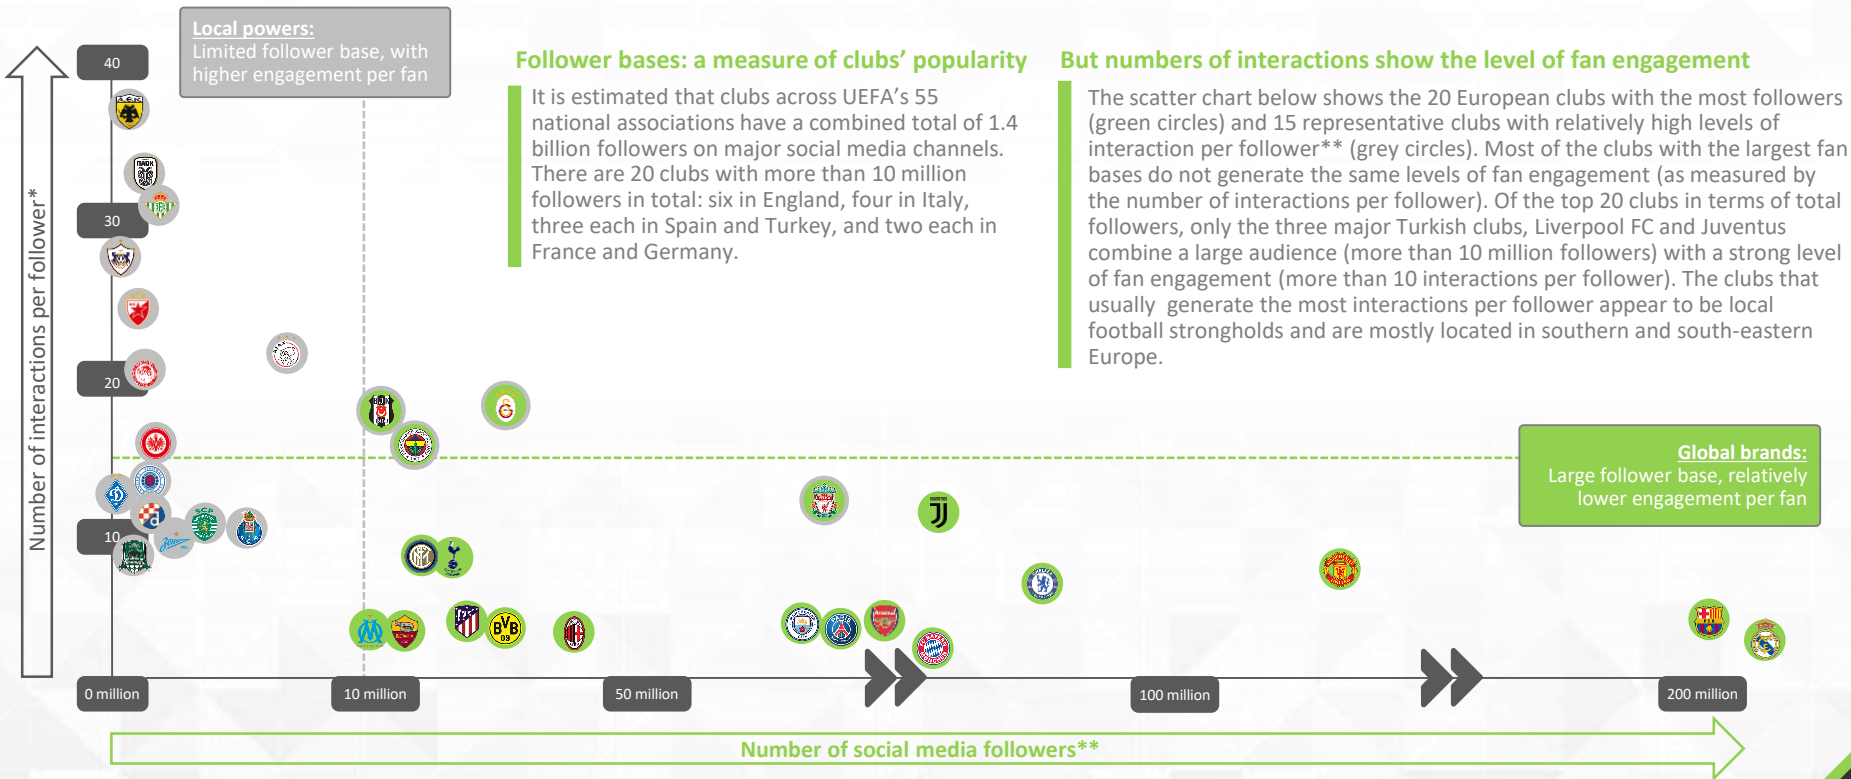 Local powers:
Limited follower base, with
higher engagement per fan
Follower bases: a measure of clubs’ popularity
It is estimated that clubs across UEFA’s 55
national associations have a combined total of 1.4
billion followers on major social media channels.
There are 20 clubs with more than 10 million
followers in total: six in England, four in Italy,
three each in Spain and Turkey, and two each in
France and Germany.
But numbers of interactions show the level of fan engagement
The scatter chart below shows the 20 European clubs with the most followers
(green circles) and 15 representative clubs with relatively high levels of
interaction per follower** (grey circles). Most of the clubs with the largest fan
bases do not generate the same levels of fan engagement (as measured by
the number of interactions per follower). Of the top 20 clubs in terms of total
followers, only the three major Turkish clubs, Liverpool FC and Juventus
combine a large audience (more than 10 million followers) with a strong level
of fan engagement (more than 10 interactions per follower). The clubs that
usually generate the most interactions per follower appear to be local
football strongholds and are mostly located in southern and south-eastern
Europe.
Number of interactions per follower*
40
30
20
10
Global brands:
Large follower base, relatively
lower engagement per fan
0 million
10 million
50 million
100 million
200 million
Number of social media followers**